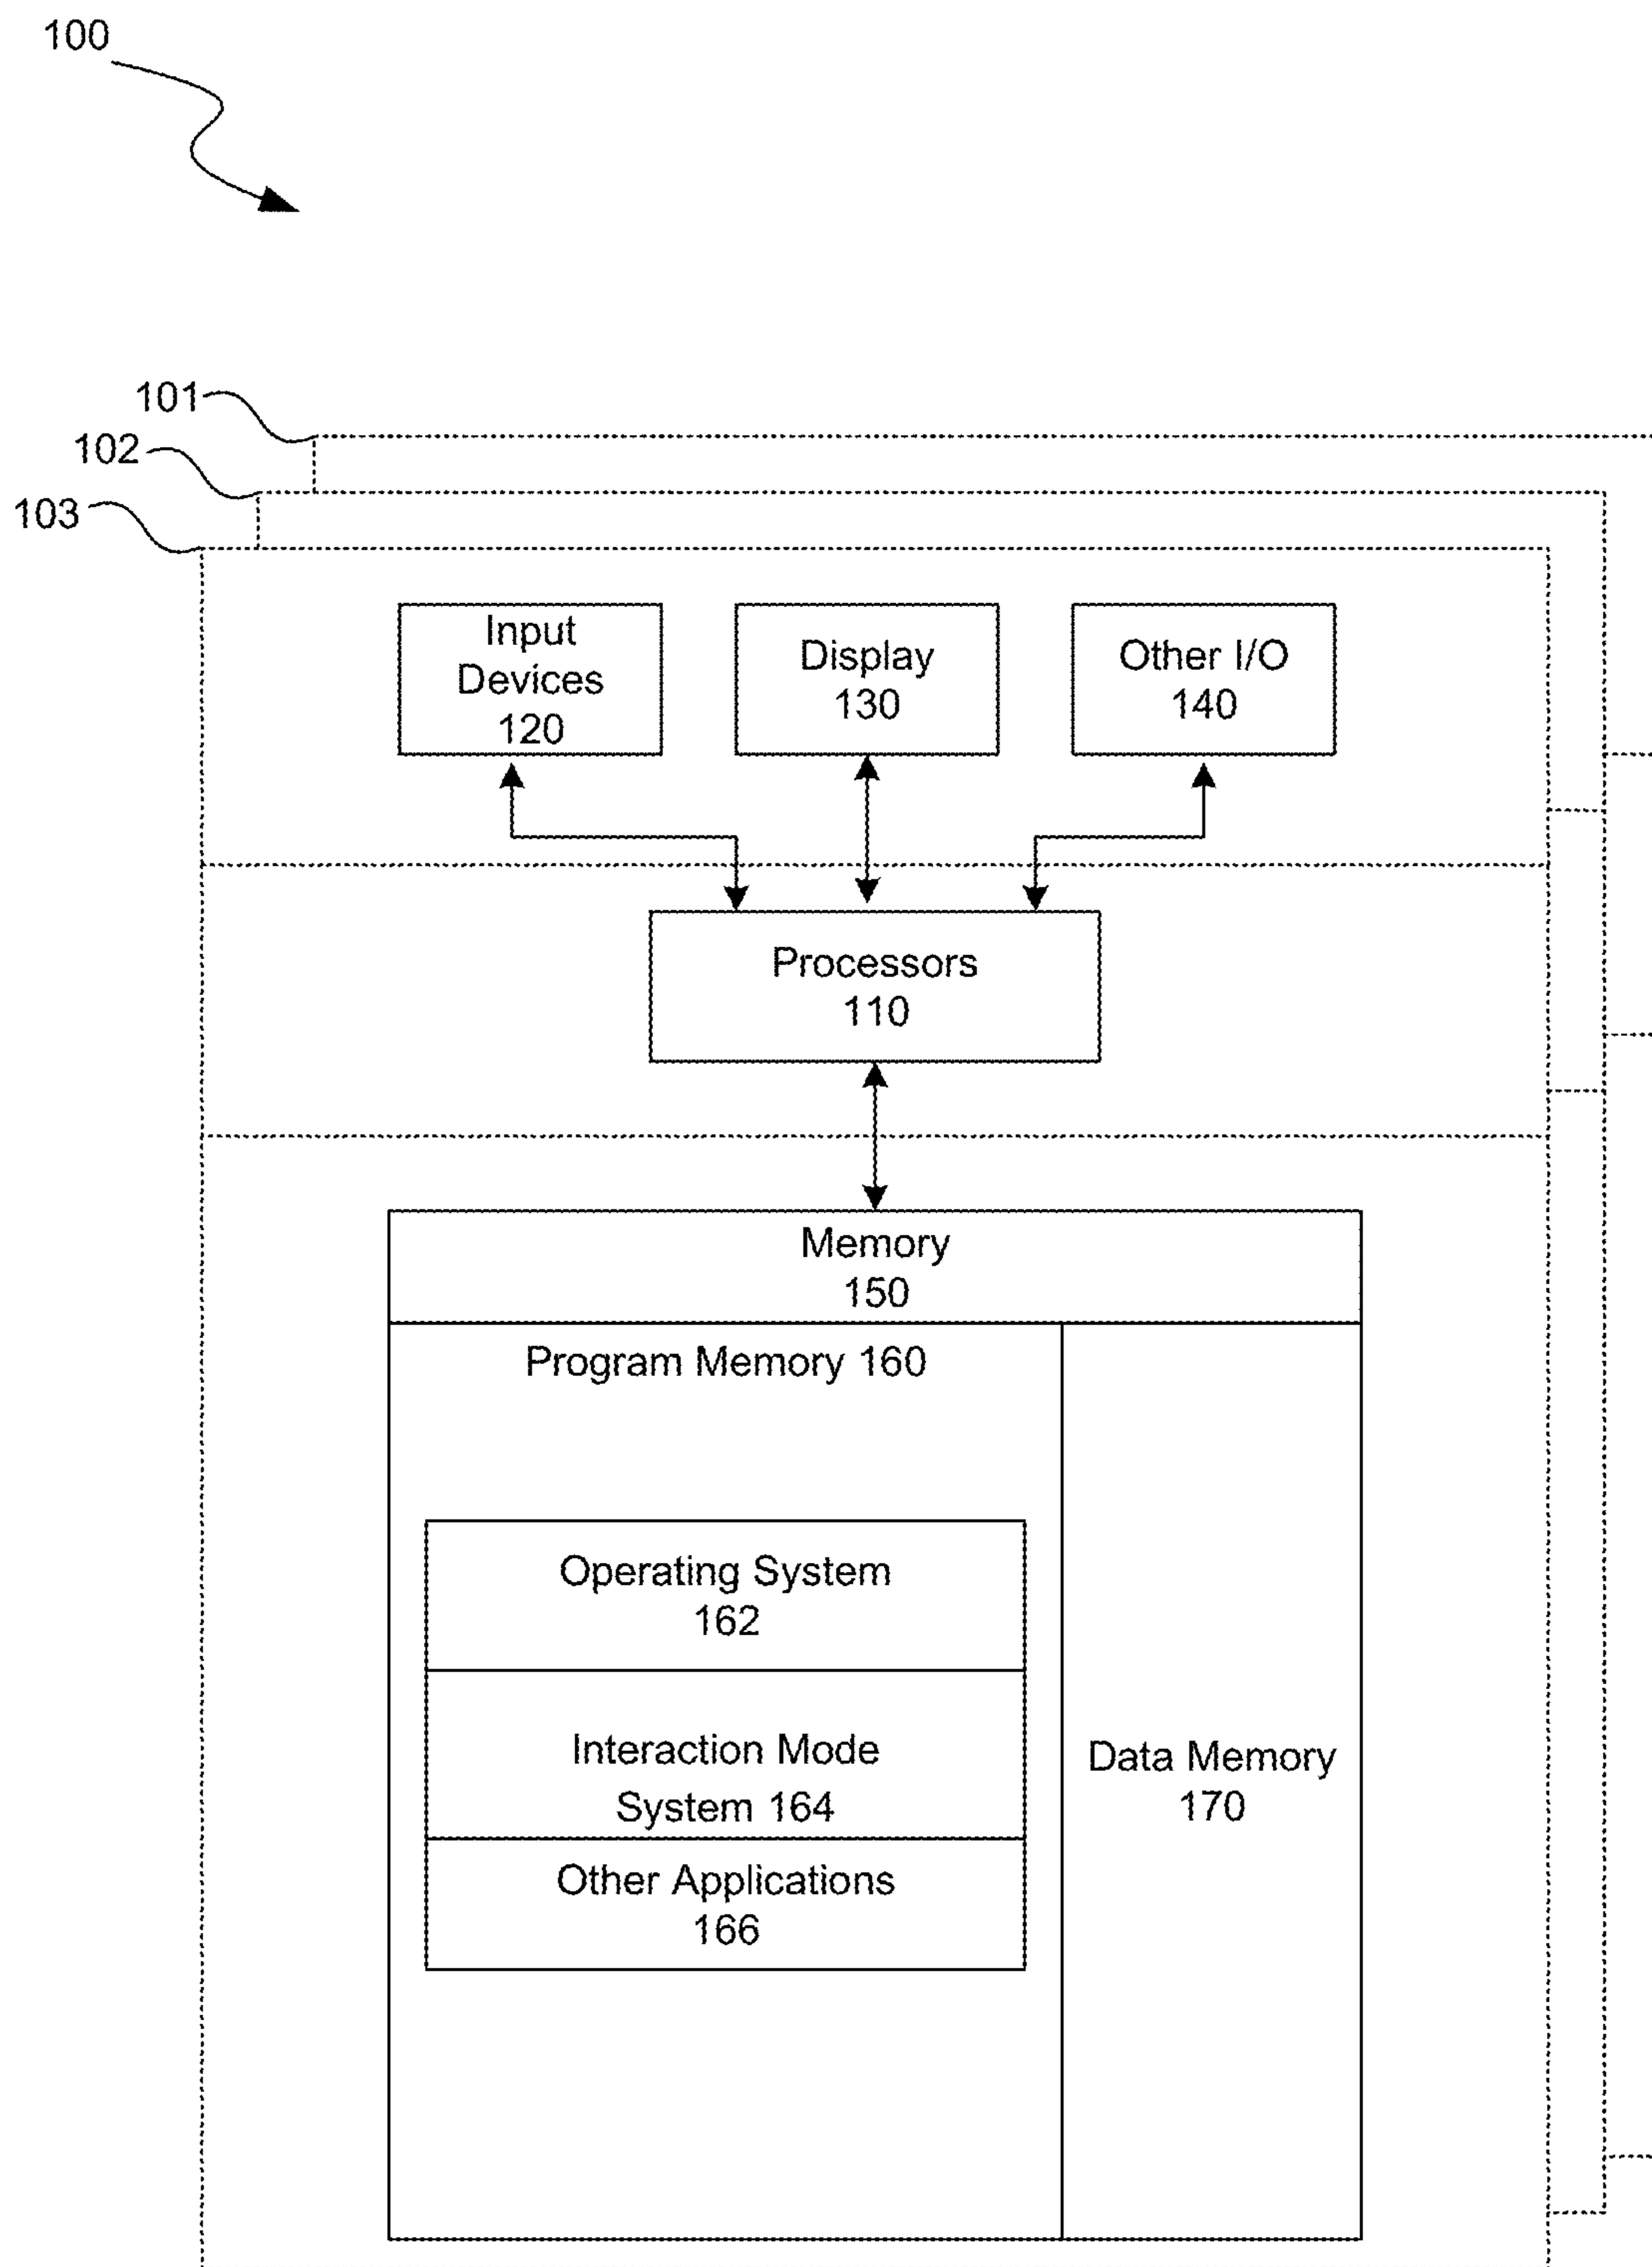 100
101
102
103
Input
Devices
120
Display
130
Other I/O
140
Processors
110
Memory
150
Program Memory 160
Operating System
162
Interaction Mode
System 164
Other Applications
166
Data Memory
170